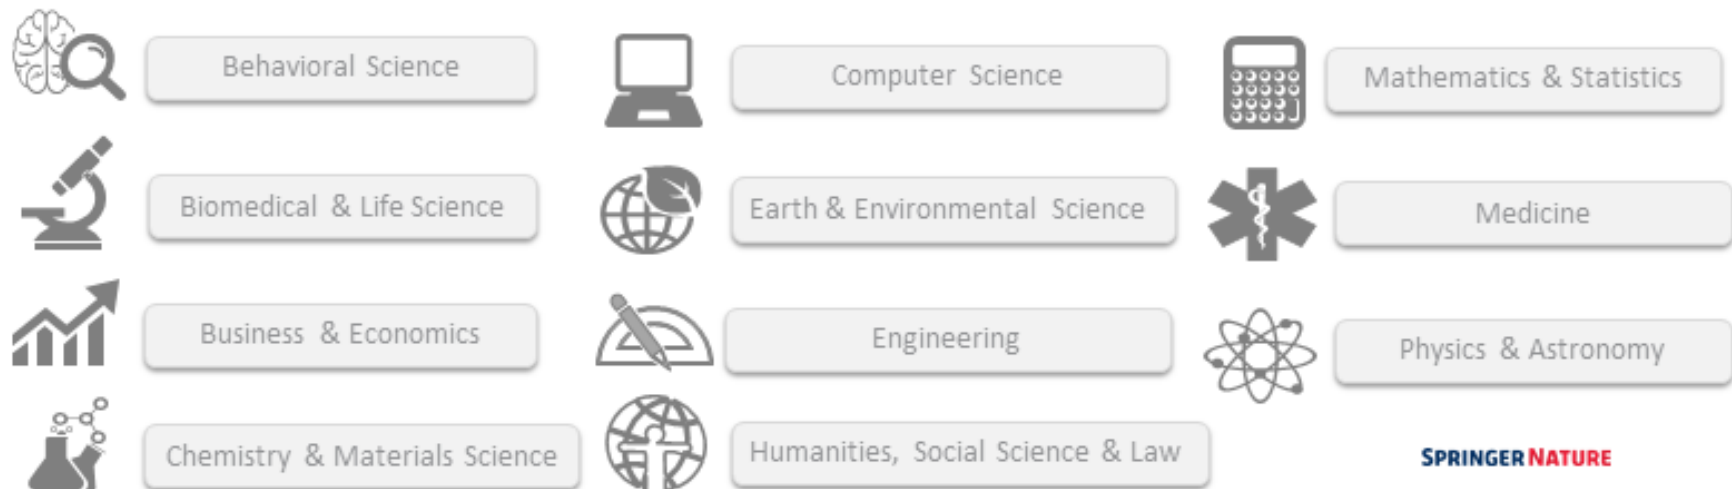 Behavioral Science
Computer Science
Mathematics & Statistics
Biomedical & Life Science
Earth & Environmental Science
Medicine
Business & Economics
Engineering
Physics & Astronomy
Chemistry & Materials Science
Humanities, Social Science & Law
SPRINGER NATURE